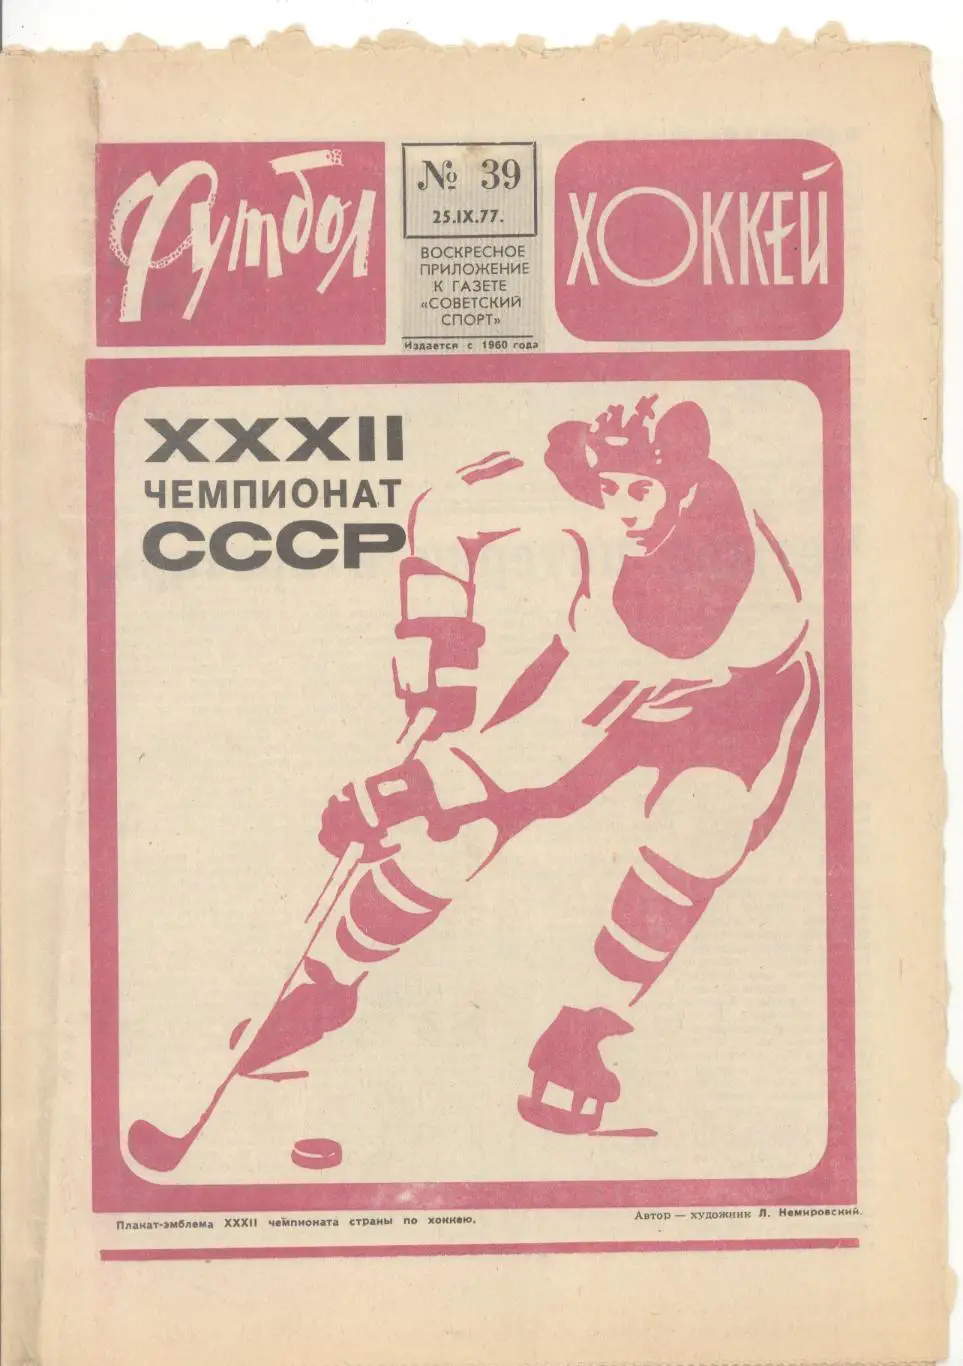 Футбол
№ 39
25.IX.77.
ВОСКРЕСНОЕ
ПРИЛОЖЕНИЕ
К ГАЗЕТЕ
«СОВЕТСКИЙ
СПОРТ»
Издается с 1960 года
ХОККЕЙ
XXXII
ЧЕМПИОНАТ
СССР
Плакат-эмблема XXXII чемпионата страны по хоккею.
Автор — художник Л. Немировский.